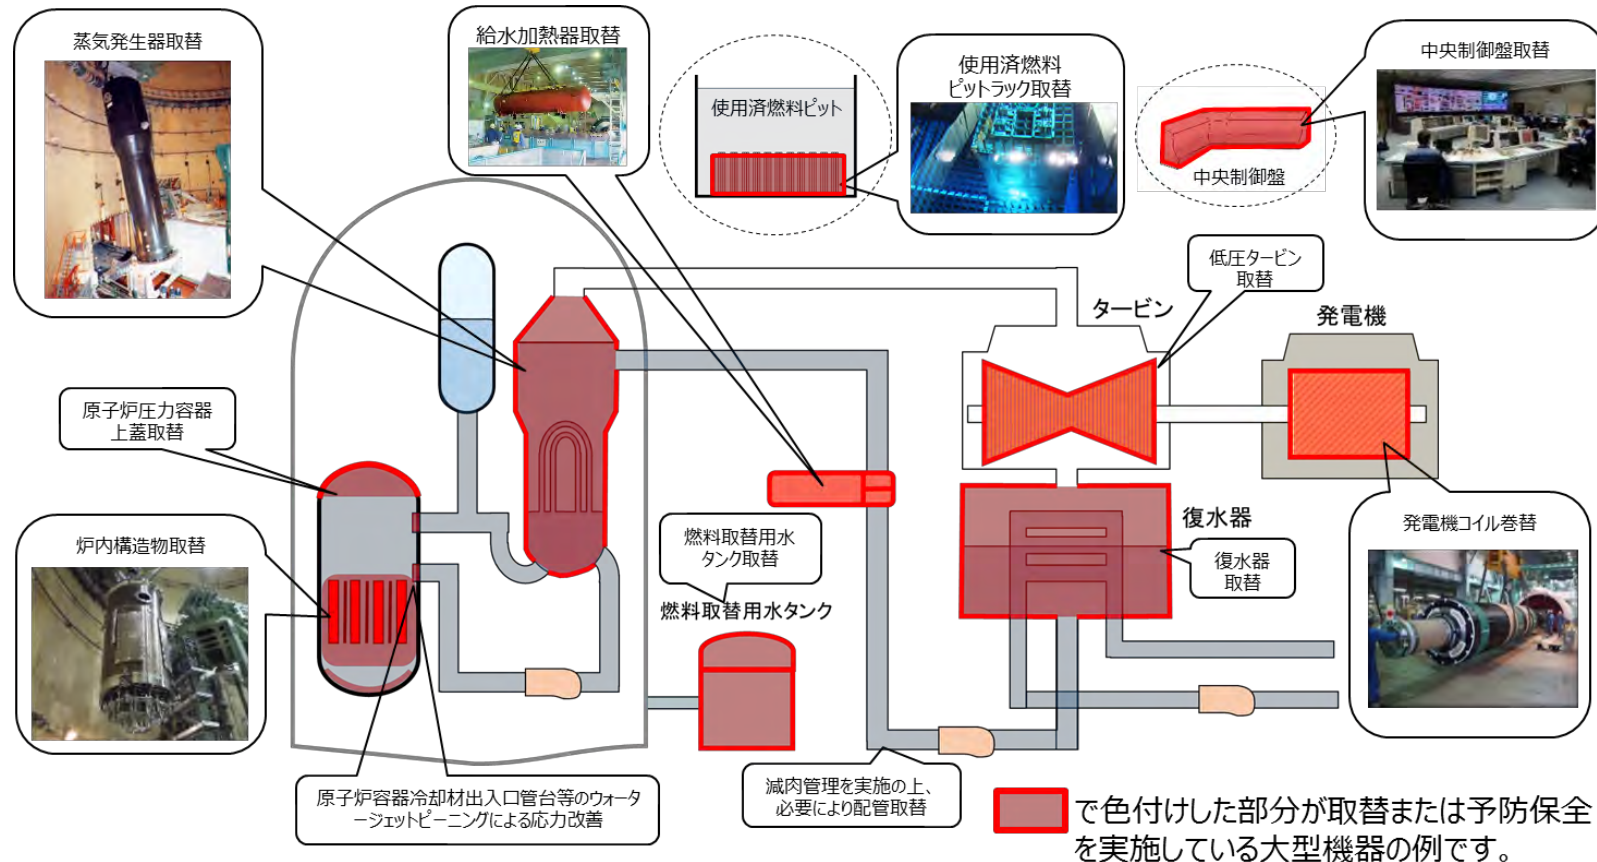 蒸気発生器取替
給水加熱器取替
使用済燃料ピット
使用済燃料
ピットラック取替
中央制御盤
中央制御盤取替
低圧タービン
取替
タービン
発電機
原子炉圧力容器
上蓋取替
炉内構造物取替
燃料取替用水
タンク取替
燃料取替用水タンク
復水器
復水器
取替
発電機コイル巻替
原子炉容器冷却材出入口管台等のウォータ
ージェットピーニングによる応力改善
減肉管理を実施の上、
必要により配管取替
で色付けした部分が取替または予防保全
を実施している大型機器の例です。